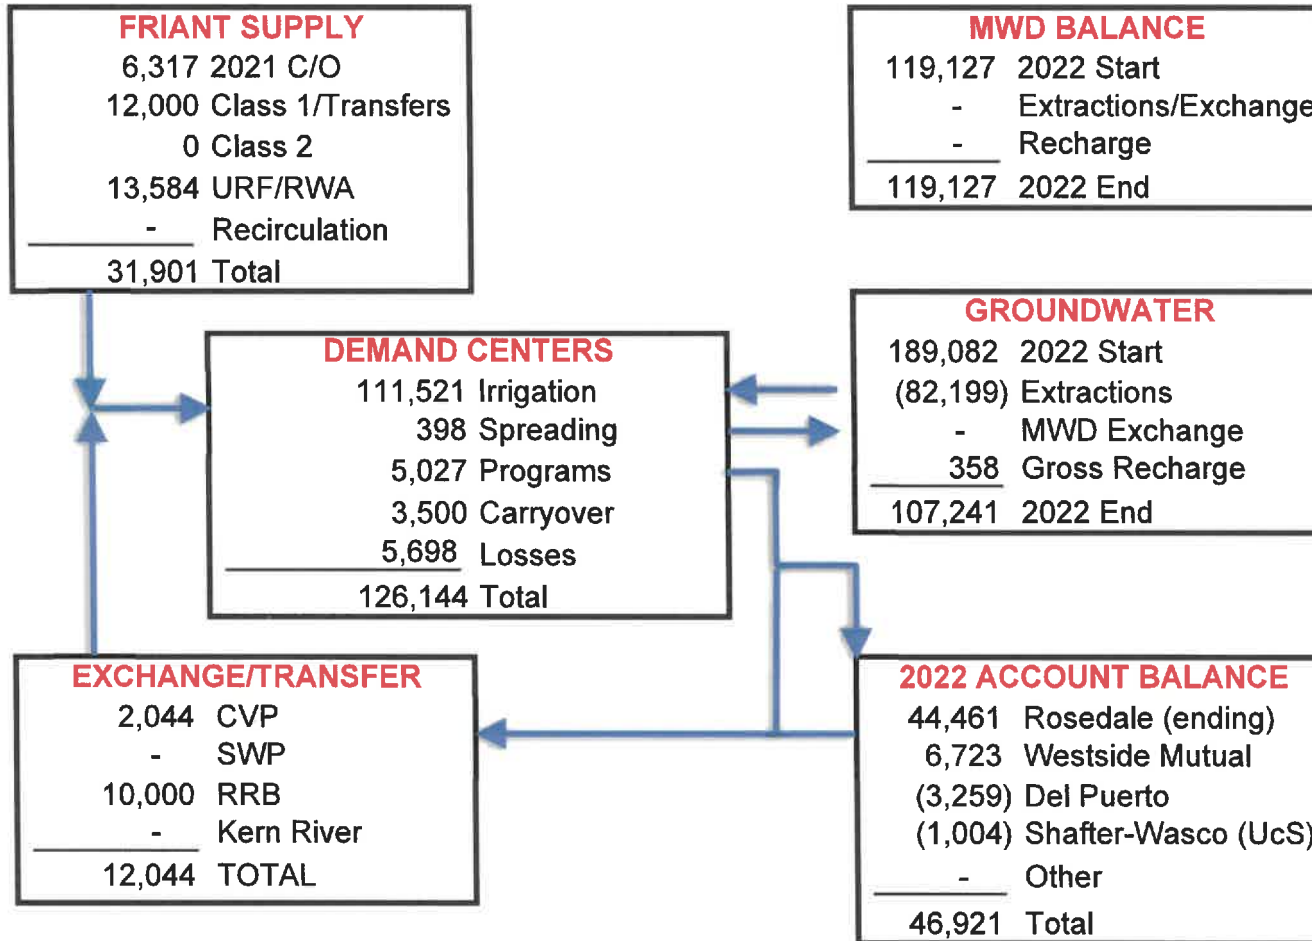 FRIANT SUPPLY
6,317 2021 C/O
12,000 Class 1/Transfers
0 Class 2
13,584 URF/RWA
- Recirculation
31,901 Total
MWD BALANCE
119,127 2022 Start
- Extractions/Exchange
- Recharge
119,127 2022 End
DEMAND CENTERS
111,521 Irrigation
398 Spreading
5,027 Programs
3,500 Carryover
5,698 Losses
126,144 Total
GROUNDWATER
189,082 2022 Start
(82,199) Extractions
- MWD Exchange
358 Gross Recharge
107,241 2022 End
EXCHANGE/TRANSFER
2,044 CVP
- SWP
10,000 RRB
- Kern River
12,044 TOTAL
2022 ACCOUNT BALANCE
44,461 Rosedale (ending)
6,723 Westside Mutual
(3,259) Del Puerto
(1,004) Shafter-Wasco (UcS)
- Other
46,921 Total